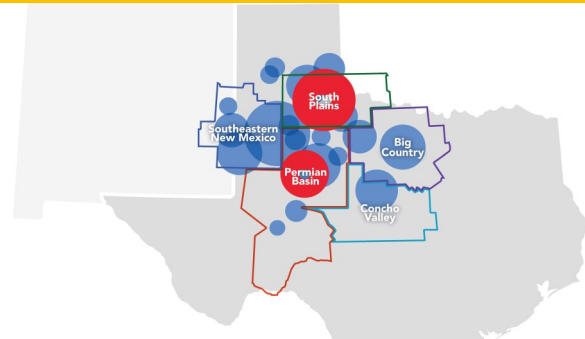 South
Plains
Southeastern
New Mexico
Big
Country
Permian
Basin
Concho
Valley